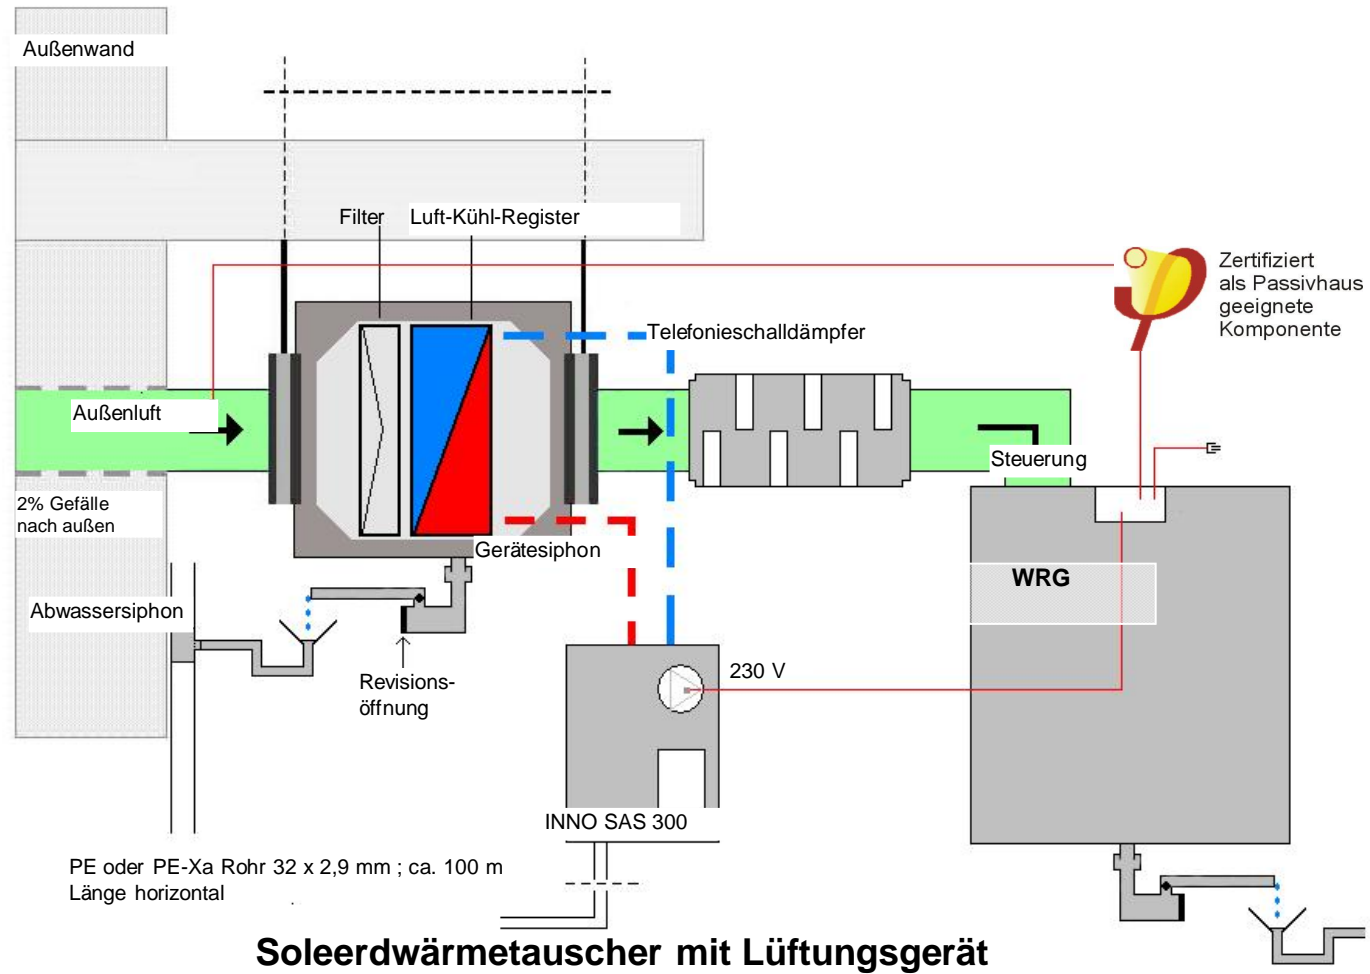 Außenwand
Filter
Luft-Kühl-Register
Zertifiziert
als Passivhaus
geeignete
Komponente
Telefonieschalldämpfer
Außenluft
Steuerung
2% Gefälle
nach außen
Gerätesiphon
WRG
Abwassersiphon
Revisions-
öffnung
230 V
INNO SAS 300
PE oder PE-Xa Rohr 32 x 2,9 mm ; ca. 100 m
Länge horizontal
Soleerdwärmetauscher mit Lüftungsgerät